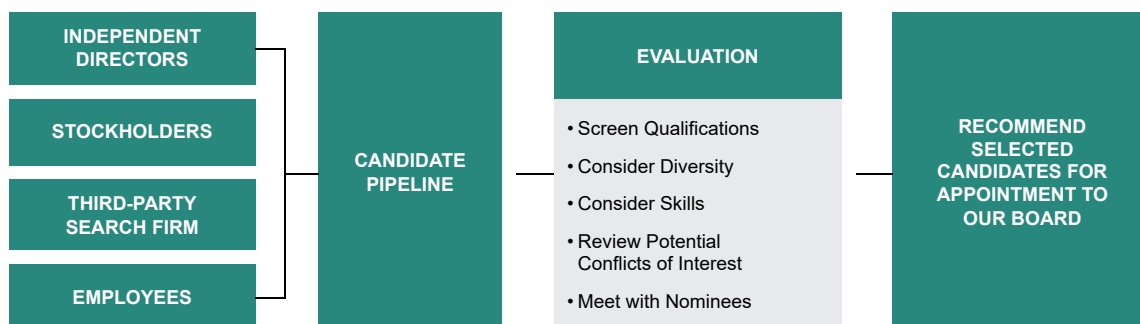 INDEPENDENT
DIRECTORS
STOCKHOLDERS
THIRD-PARTY
SEARCH FIRM
EMPLOYEES
CANDIDATE
PIPELINE
EVALUATION
• Screen Qualifications
• Consider Diversity
• Consider Skills
• Review Potential
Conflicts of Interest
• Meet with Nominees
RECOMMEND
SELECTED
CANDIDATES FOR
APPOINTMENT TO
OUR BOARD